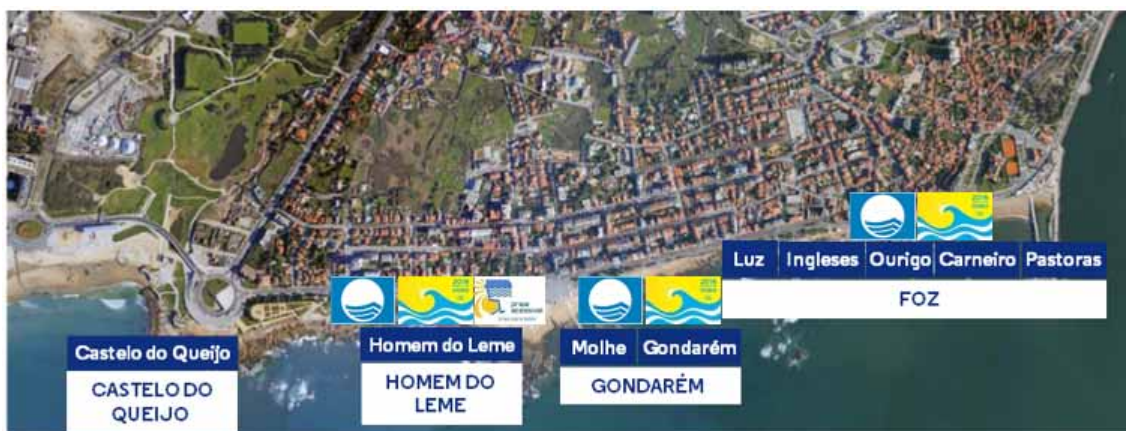 Luz Ingleses Ourigo Carneiro Pastoras
FOZ
Castelo do Queijo
CASTELO DO
QUEIJO
Homem do Leme
HOMEM DO
LEME
Molhe Gondarém
GONDARÉM